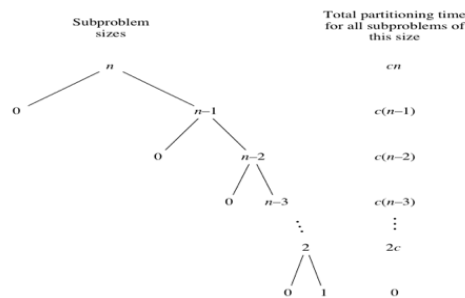 Subproblem
sizes
Total partitioning time
for all subproblems of
this size
n
cn
0
n–1
c(n–1)
0
n–2
c(n–2)
0
n–3
c(n–3)
2
2c
0
1
0